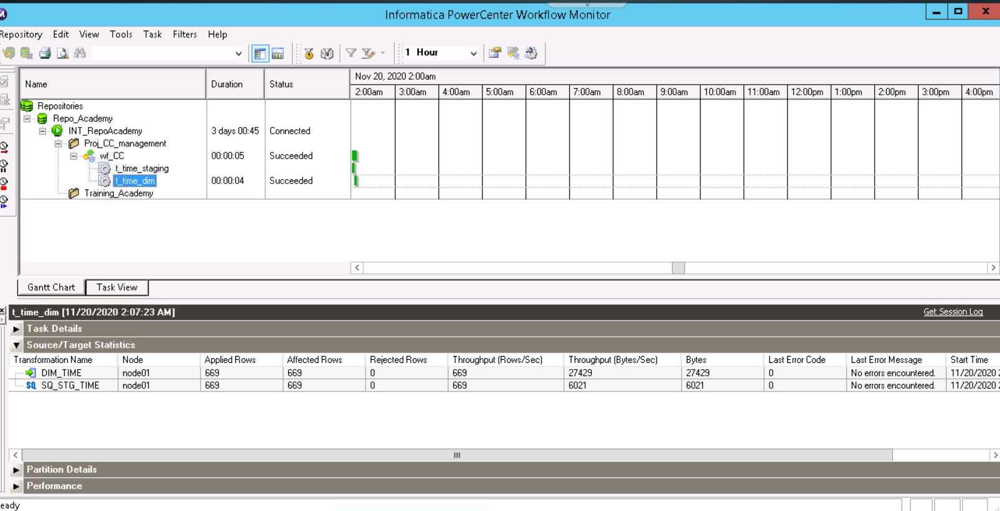 Informatica PowerCenter Workflow Monitor
Repository Edit View Tools Task Filters Help
1 Hour
Name Duration Status Nov 20, 2020 2:00am
2:00am 3:00am 4:00am 5:00am 6:00am 7:00am 8:00am 9:00am 10:00am 11:00am 12:00pm 1:00pm 2:00pm 3:00pm 4:00pm
Repositories
Repo_Academy
INT_RepoAcademy 3 days 00:45 Connected
Proj_CC_management
wf_CC 00:00:05 Succeeded
t_time_staging
t_time_dim 00:00:04 Succeeded
Training_Academy
Gantt Chart Task View
t_time_dim [11/20/2020 2:07:23 AM] Get Session Log
Task Details
Source/Target Statistics
Transformation Name Node Applied Rows Affected Rows Rejected Rows Throughput (Rows/Sec) Throughput (Bytes/Sec) Bytes Last Error Code Last Error Message Start Time
DIM_TIME node01 669 669 0 669 27429 27429 0 No errors encountered. 11/20/2020
SQ SQ_STG_TIME node01 669 669 0 669 6021 6021 0 No errors encountered. 11/20/2020
Partition Details
Performance
eady